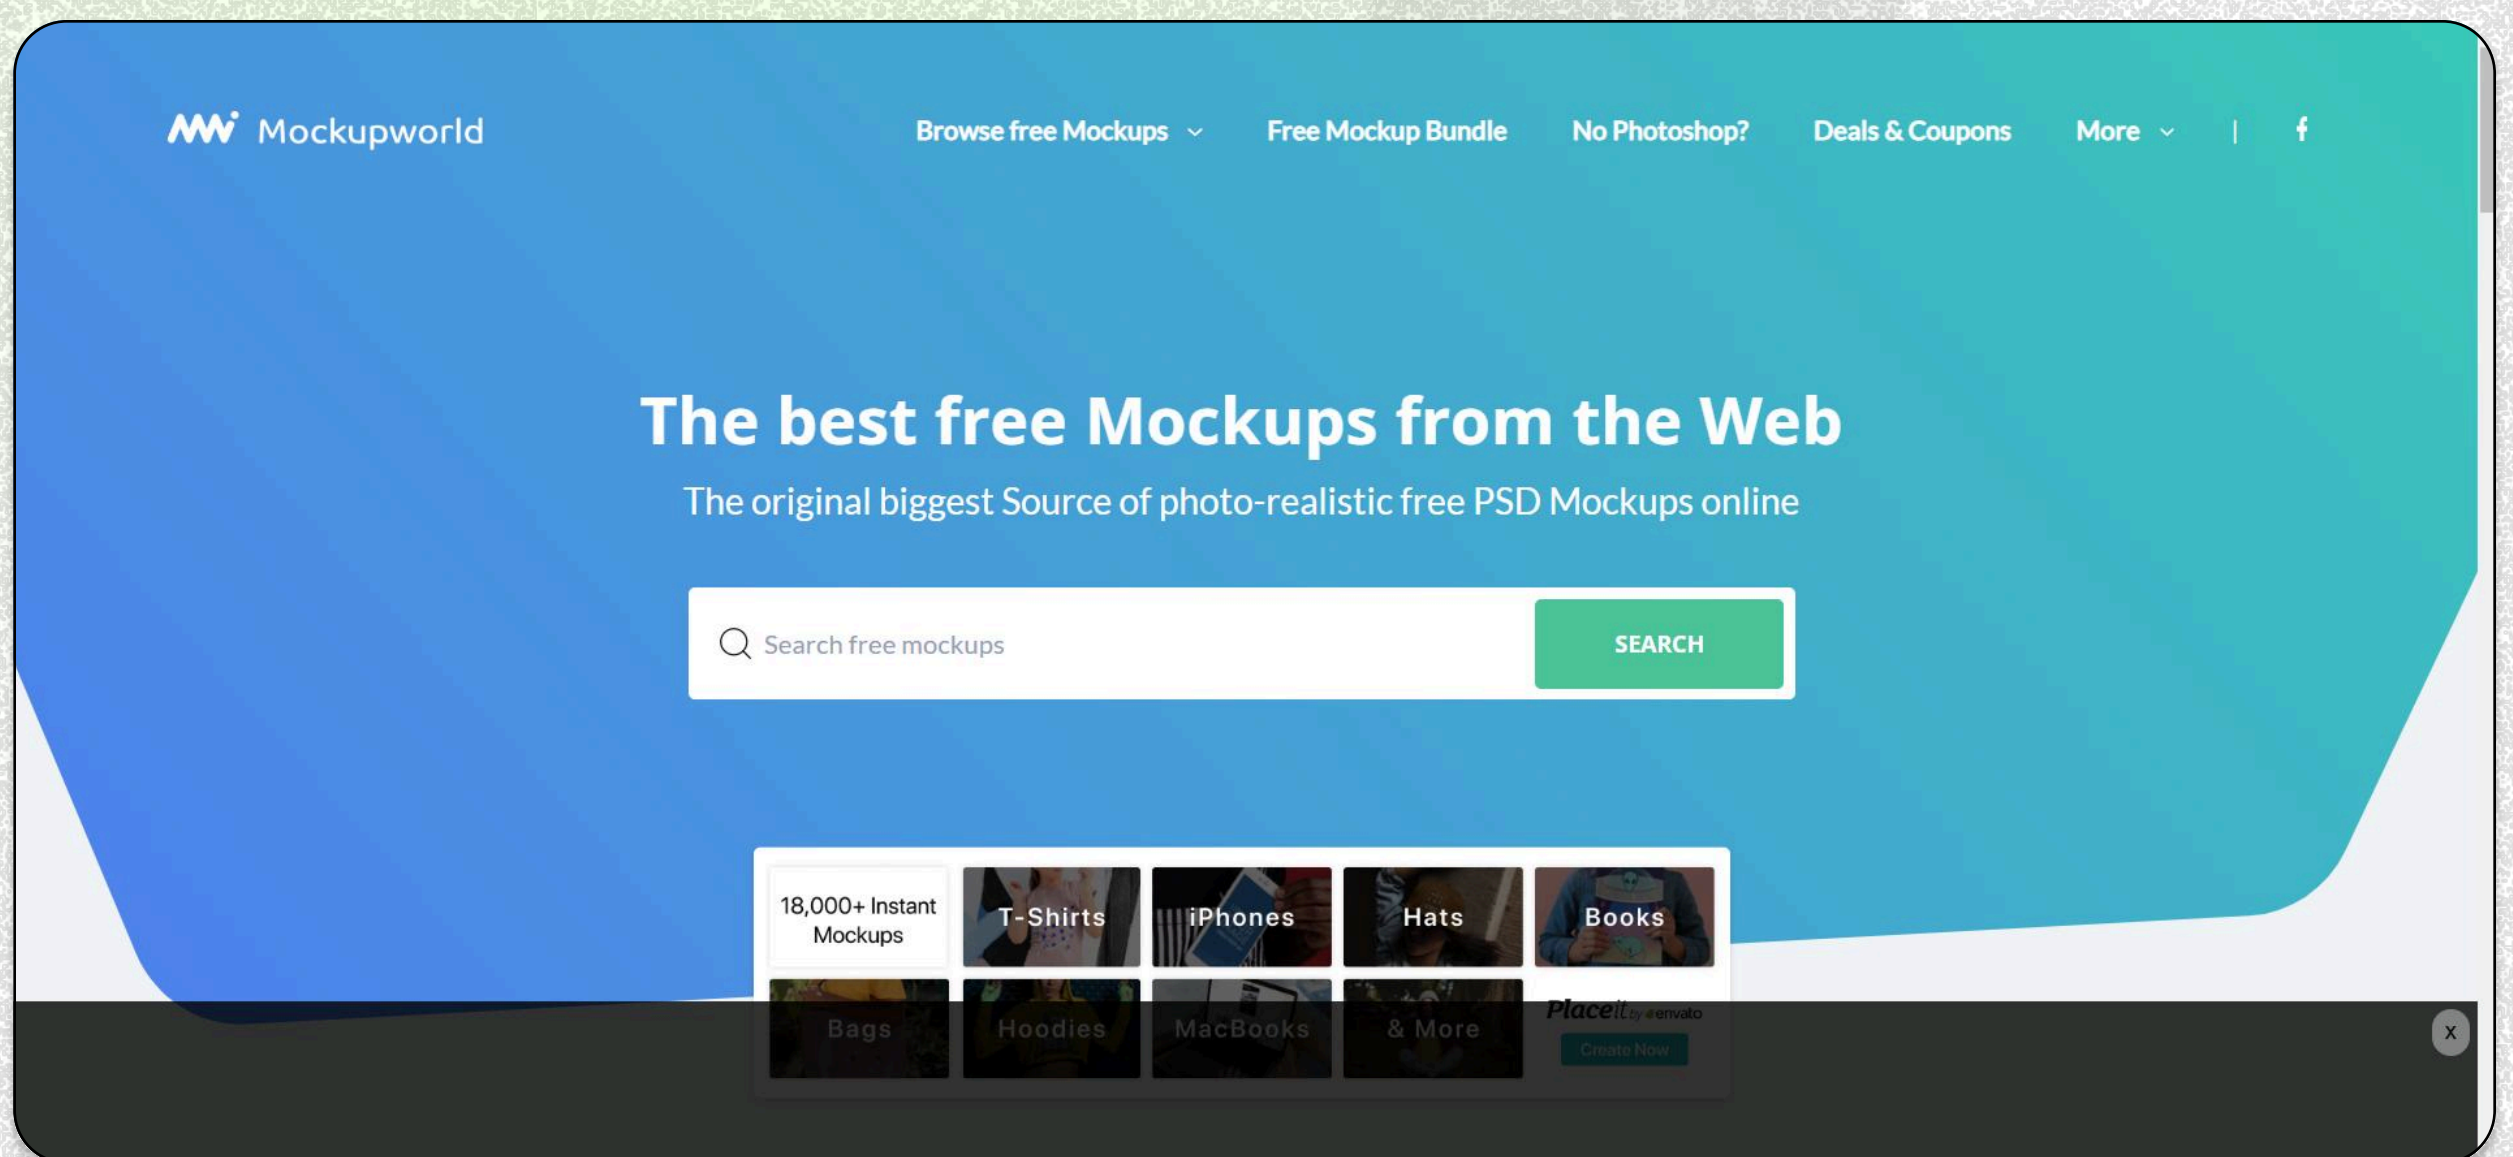 Mockupworld
Browse free Mockups
Free Mockup Bundle
No Photoshop?
Deals & Coupons
More
|
f
The best free Mockups from the Web
The original biggest Source of photo-realistic free PSD Mockups online
Search free mockups
SEARCH
18,000+ Instant
Mockups
T-Shirts
iPhones
Hats
Books
Bags
Hoodies
MacBooks
& More
Placeit by envato
Create Now
X